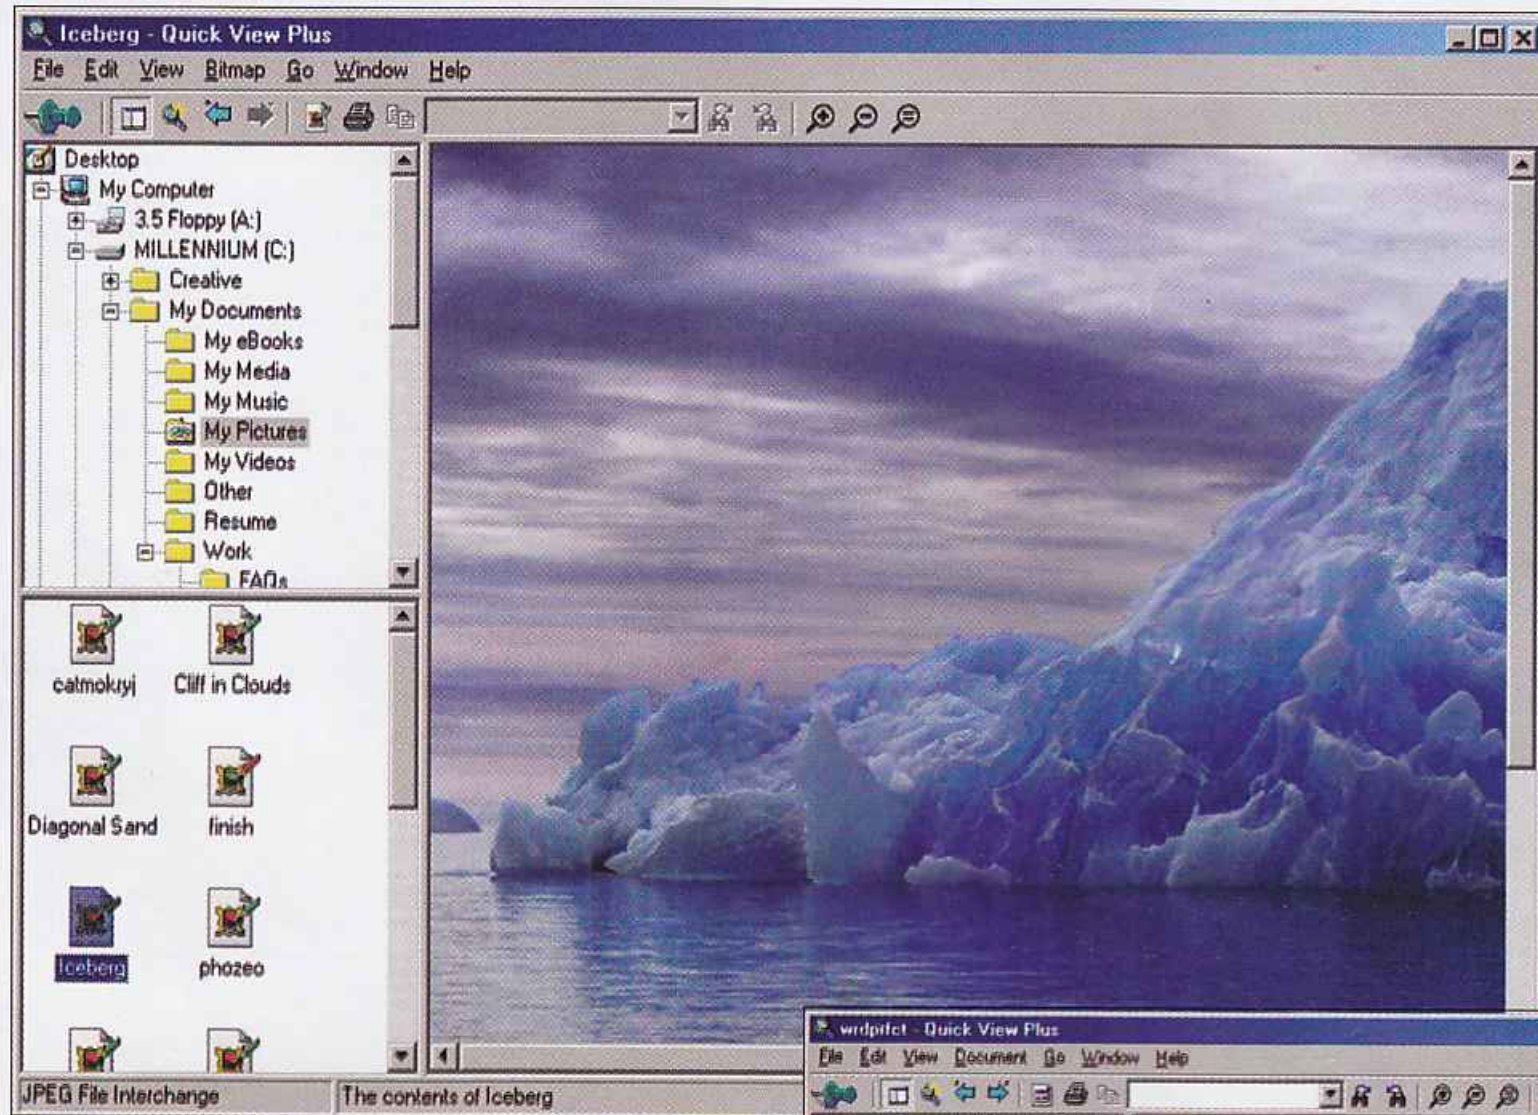 Iceberg - Quick View Plus
File Edit View Bitmap Go Window Help
Desktop
My Computer
3.5 Floppy (A:)
MILLENNIUM (C:)
Creative
My Documents
My eBooks
My Media
My Music
My Pictures
My Videos
Other
Resume
Work
FAQs
catmokuyj Cliff in Clouds
Diagonal Sand finish
Iceberg phozeo
JPEG File Interchange The contents of Iceberg
wrdprfct - Quick View Plus
File Edit View Document Go Window Help